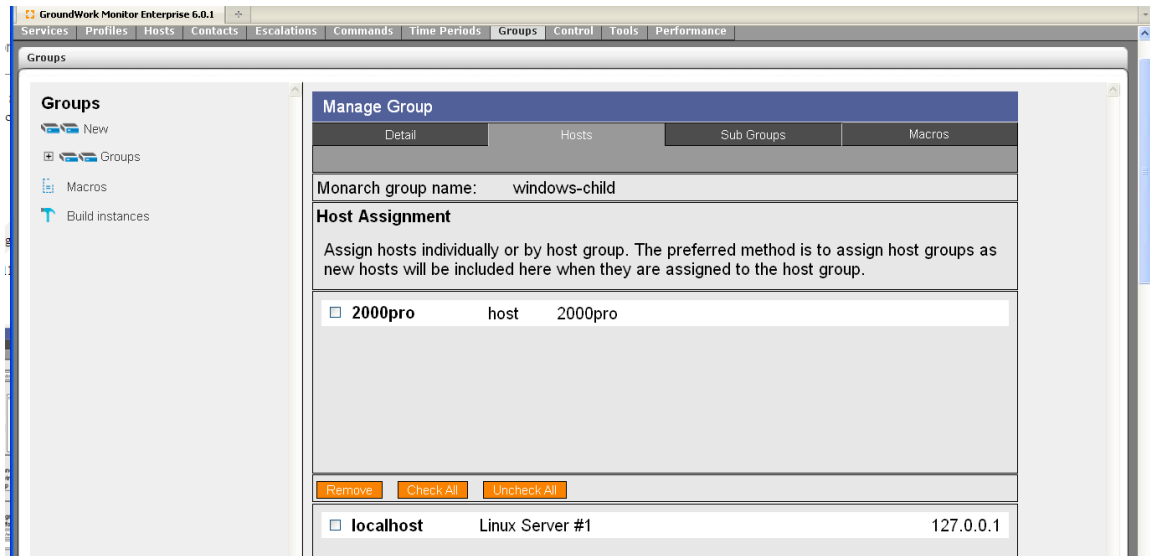 GroundWork Monitor Enterprise 6.0.1
Services Profiles Hosts Contacts Escalations Commands Time Periods Groups Control Tools Performance
Groups
Groups
New
Groups
Macros
Build instances
Manage Group
Detail Hosts Sub Groups Macros
Monarch group name: windows-child
Host Assignment
Assign hosts individually or by host group. The preferred method is to assign host groups as
new hosts will be included here when they are assigned to the host group.
2000pro host 2000pro
Remove Check All Uncheck All
localhost Linux Server #1 127.0.0.1